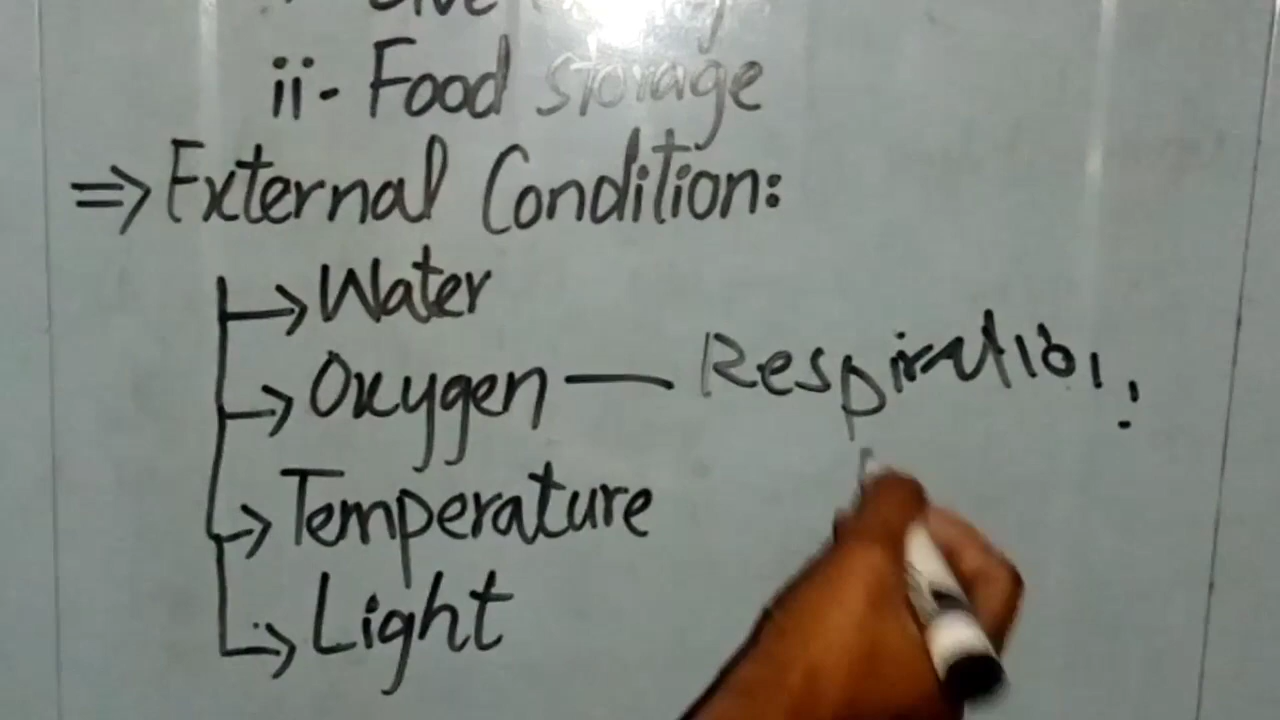 ii- Food Storage
⇒ External Condition:
→ Water
→ Oxygen — Respiration
→ Temperature
→ Light